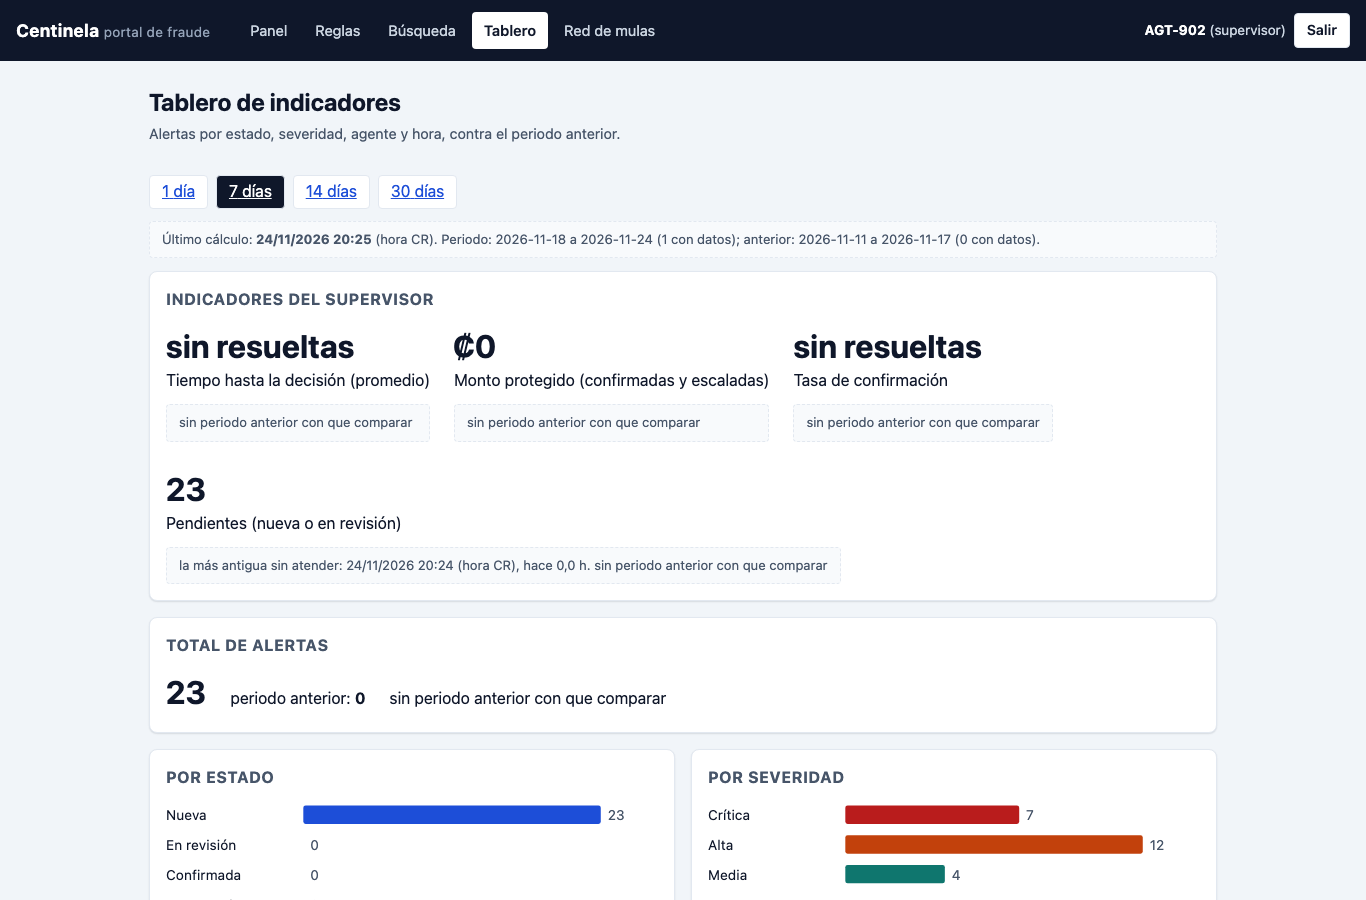 Centinela portal de fraude Panel Reglas Búsqueda Tablero Red de mulas AGT-902 (supervisor) Salir
Tablero de indicadores
Alertas por estado, severidad, agente y hora, contra el periodo anterior.
1 día 7 días 14 días 30 días
Último cálculo: 24/11/2026 20:25 (hora CR). Periodo: 2026-11-18 a 2026-11-24 (1 con datos); anterior: 2026-11-11 a 2026-11-17 (0 con datos).
INDICADORES DEL SUPERVISOR
sin resueltas
Tiempo hasta la decisión (promedio)
sin periodo anterior con que comparar
₡0
Monto protegido (confirmadas y escaladas)
sin periodo anterior con que comparar
sin resueltas
Tasa de confirmación
sin periodo anterior con que comparar
23
Pendientes (nueva o en revisión)
la más antigua sin atender: 24/11/2026 20:24 (hora CR), hace 0,0 h. sin periodo anterior con que comparar
TOTAL DE ALERTAS
23 periodo anterior: 0 sin periodo anterior con que comparar
POR ESTADO
Nueva 23
En revisión 0
Confirmada 0
POR SEVERIDAD
Crítica 7
Alta 12
Media 4